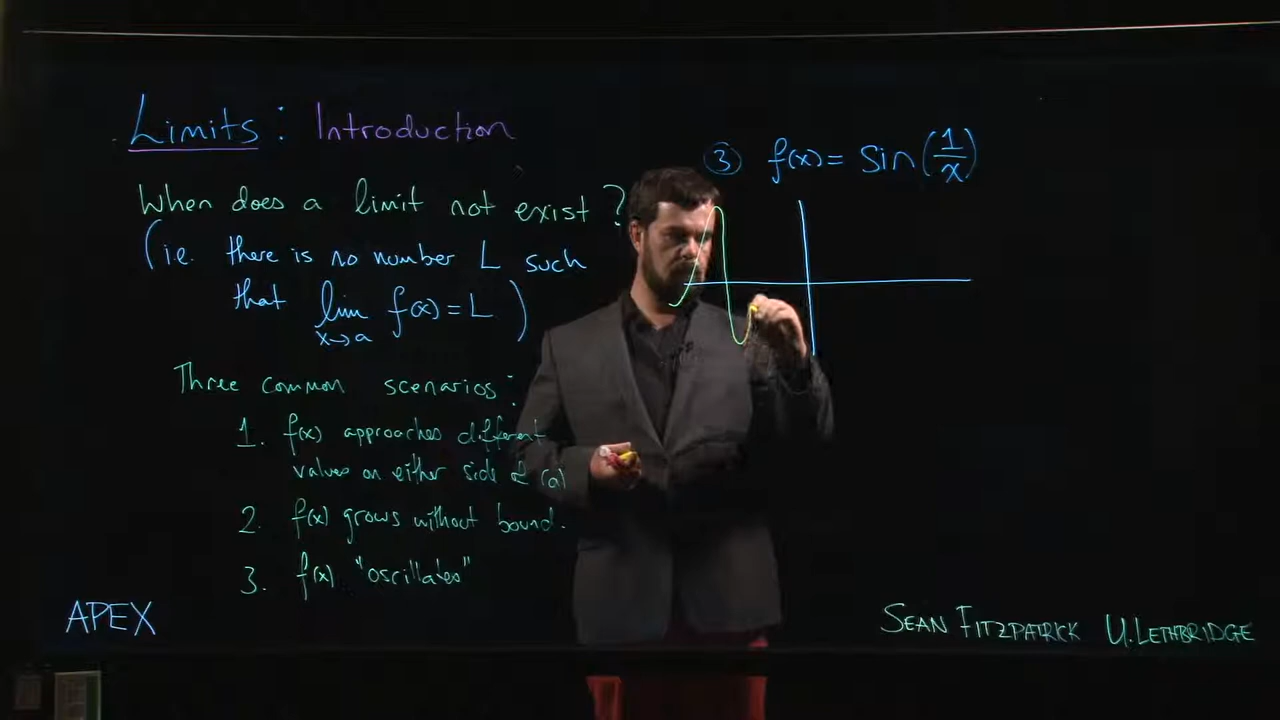 Limits: Introduction
When does a limit not exist?
(i.e. there is no number L such
that lim f(x) = L)
x→a
Three common scenarios:
1. f(x) approaches different
values on either side of (a)
2. f(x) grows without bound.
3. f(x) "oscillates"
③ f(x) = sin(1/x)
APEX
SEAN FITZPATRICK U. LETHBRIDGE